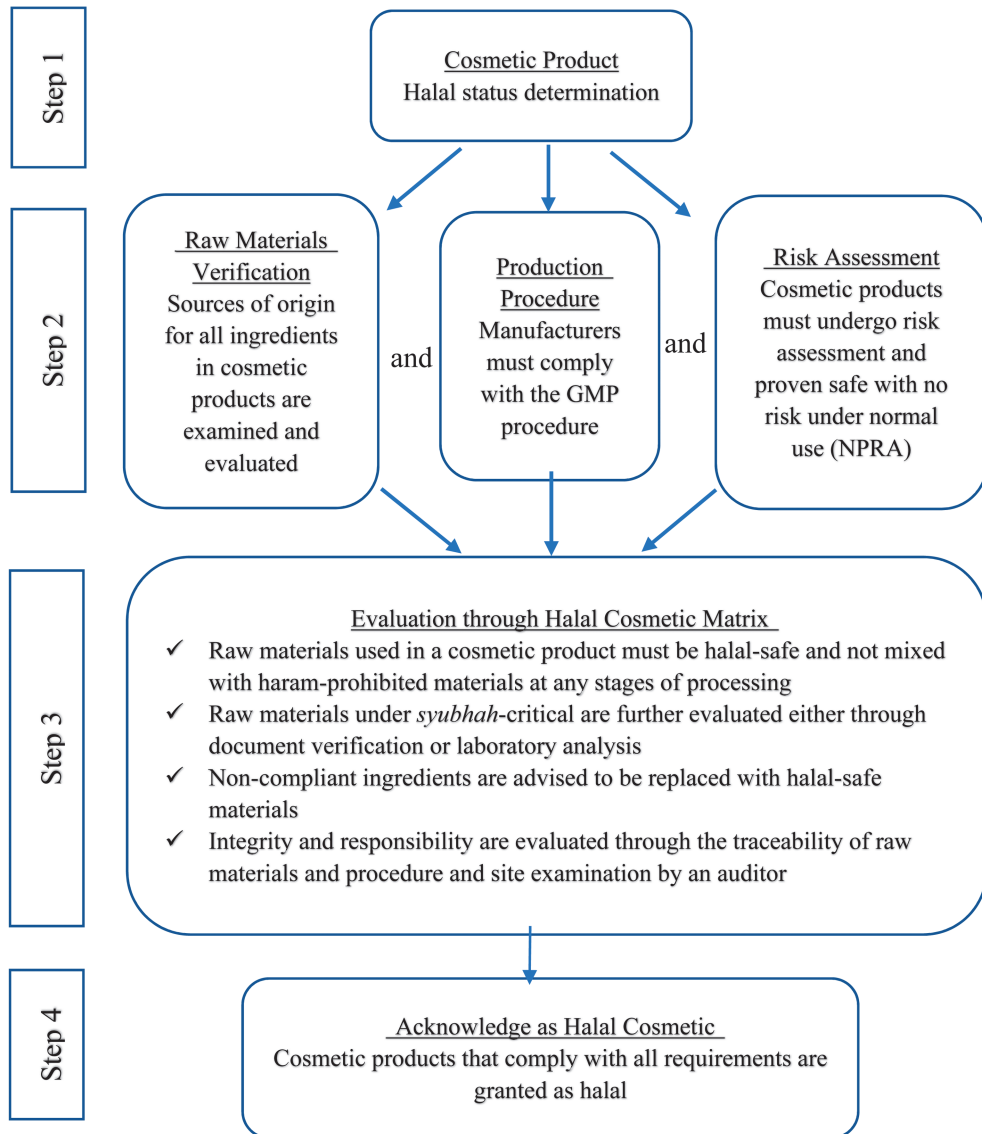 Step 1
Cosmetic Product
Halal status determination
Step 2
Raw Materials
Verification
Sources of origin
for all ingredients
in cosmetic
products are
examined and
evaluated
and
Production
Procedure
Manufacturers
must comply
with the GMP
procedure
and
Risk Assessment
Cosmetic products
must undergo risk
assessment and
proven safe with no
risk under normal
use (NPRA)
Step 3
Evaluation through Halal Cosmetic Matrix
✓ Raw materials used in a cosmetic product must be halal-safe and not mixed
with haram-prohibited materials at any stages of processing
✓ Raw materials under syubhah-critical are further evaluated either through
document verification or laboratory analysis
✓ Non-compliant ingredients are advised to be replaced with halal-safe
materials
✓ Integrity and responsibility are evaluated through the traceability of raw
materials and procedure and site examination by an auditor
Step 4
Acknowledge as Halal Cosmetic
Cosmetic products that comply with all requirements are
granted as halal